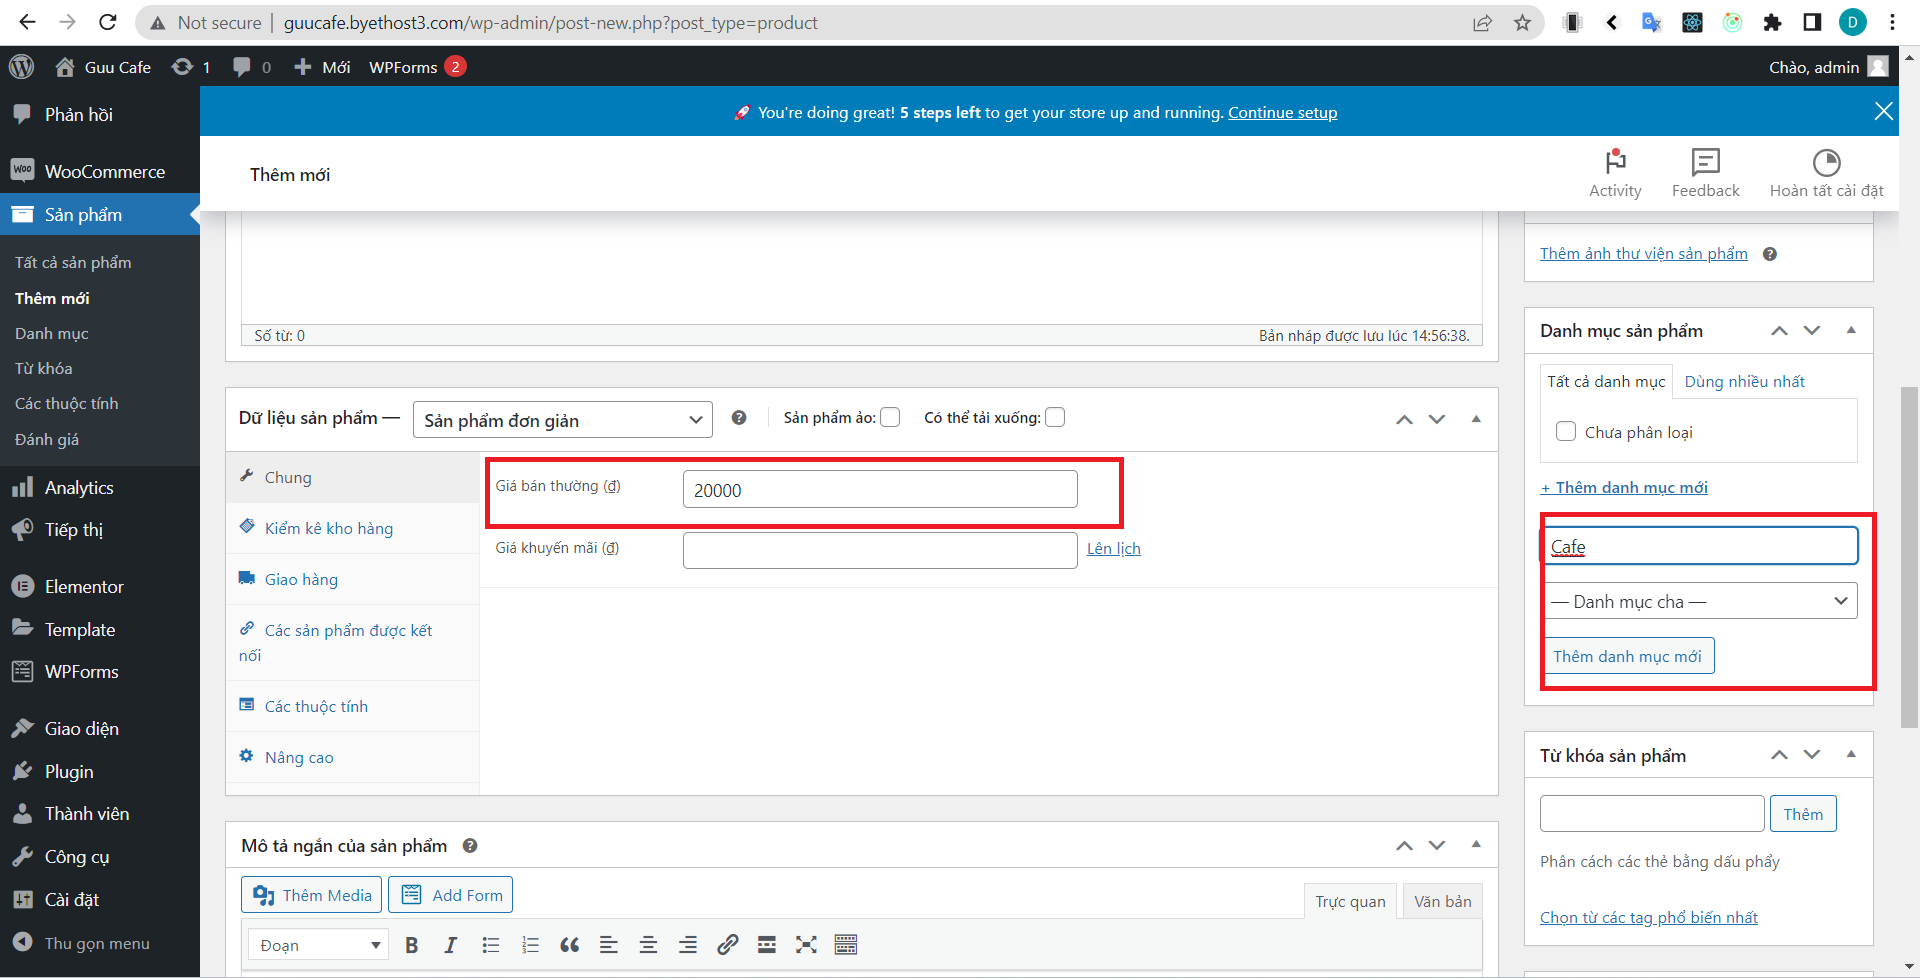 Not secure | guucafe.byethost3.com/wp-admin/post-new.php?post_type=product
D
Guu Cafe 1 0 Mới WPForms 2
Chào, admin
Phản hồi
WooCommerce
Sản phẩm
Tất cả sản phẩm
Thêm mới
Danh mục
Từ khóa
Các thuộc tính
Đánh giá
Analytics
Tiếp thị
Elementor
Template
WPForms
Giao diện
Plugin
Thành viên
Công cụ
Cài đặt
Thu gọn menu
You're doing great! 5 steps left to get your store up and running. Continue setup
Thêm mới
Activity
Feedback
Hoàn tất cài đặt
Số từ: 0
Bản nháp được lưu lúc 14:56:38.
Dữ liệu sản phẩm —
Sản phẩm đơn giản
Sản phẩm ảo:
Có thể tải xuống:
Chung
Kiểm kê kho hàng
Giao hàng
Các sản phẩm được kết
nối
Các thuộc tính
Nâng cao
Giá bán thường (₫)
20000
Giá khuyến mãi (₫)
Lên lịch
Mô tả ngắn của sản phẩm
Thêm Media
Add Form
Trực quan
Văn bản
Đoạn
Thêm ảnh thư viện sản phẩm
Danh mục sản phẩm
Tất cả danh mục
Dùng nhiều nhất
Chưa phân loại
+ Thêm danh mục mới
Cafe
— Danh mục cha —
Thêm danh mục mới
Từ khóa sản phẩm
Thêm
Phân cách các thẻ bằng dấu phẩy
Chọn từ các tag phổ biến nhất